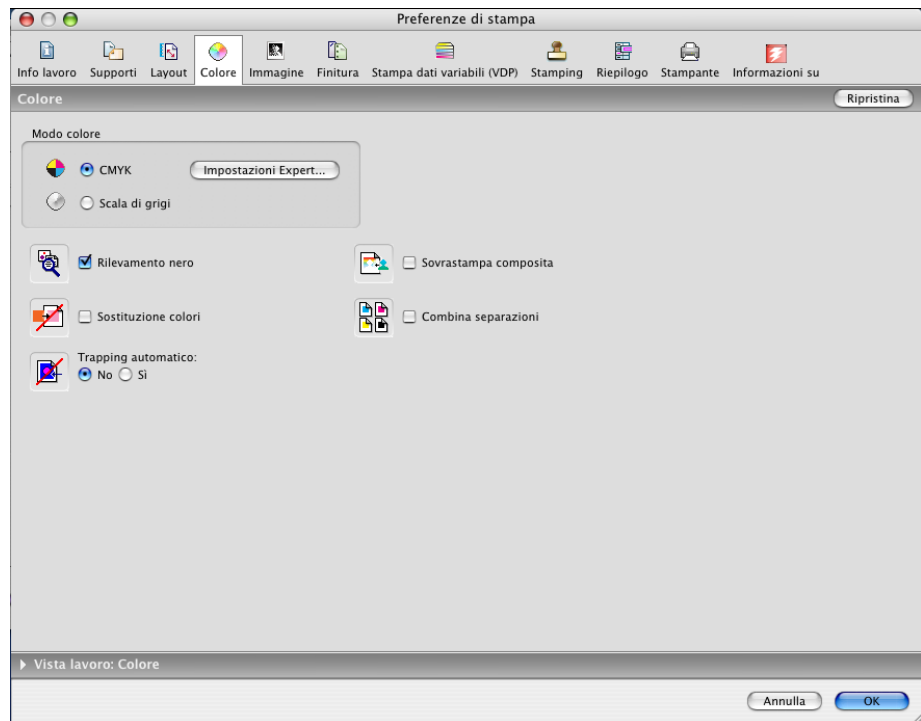 Preferenze di stampa
Info lavoro Supporti Layout Colore Immagine Finitura Stampa dati variabili (VDP) Stamping Riepilogo Stampante Informazioni su
Colore Ripristina
Modo colore
CMYK Impostazioni Expert...
Scala di grigi
Rilevamento nero Sovrastampa composita
Sostituzione colori Combina separazioni
Trapping automatico:
No Sì
Vista lavoro: Colore
Annulla OK